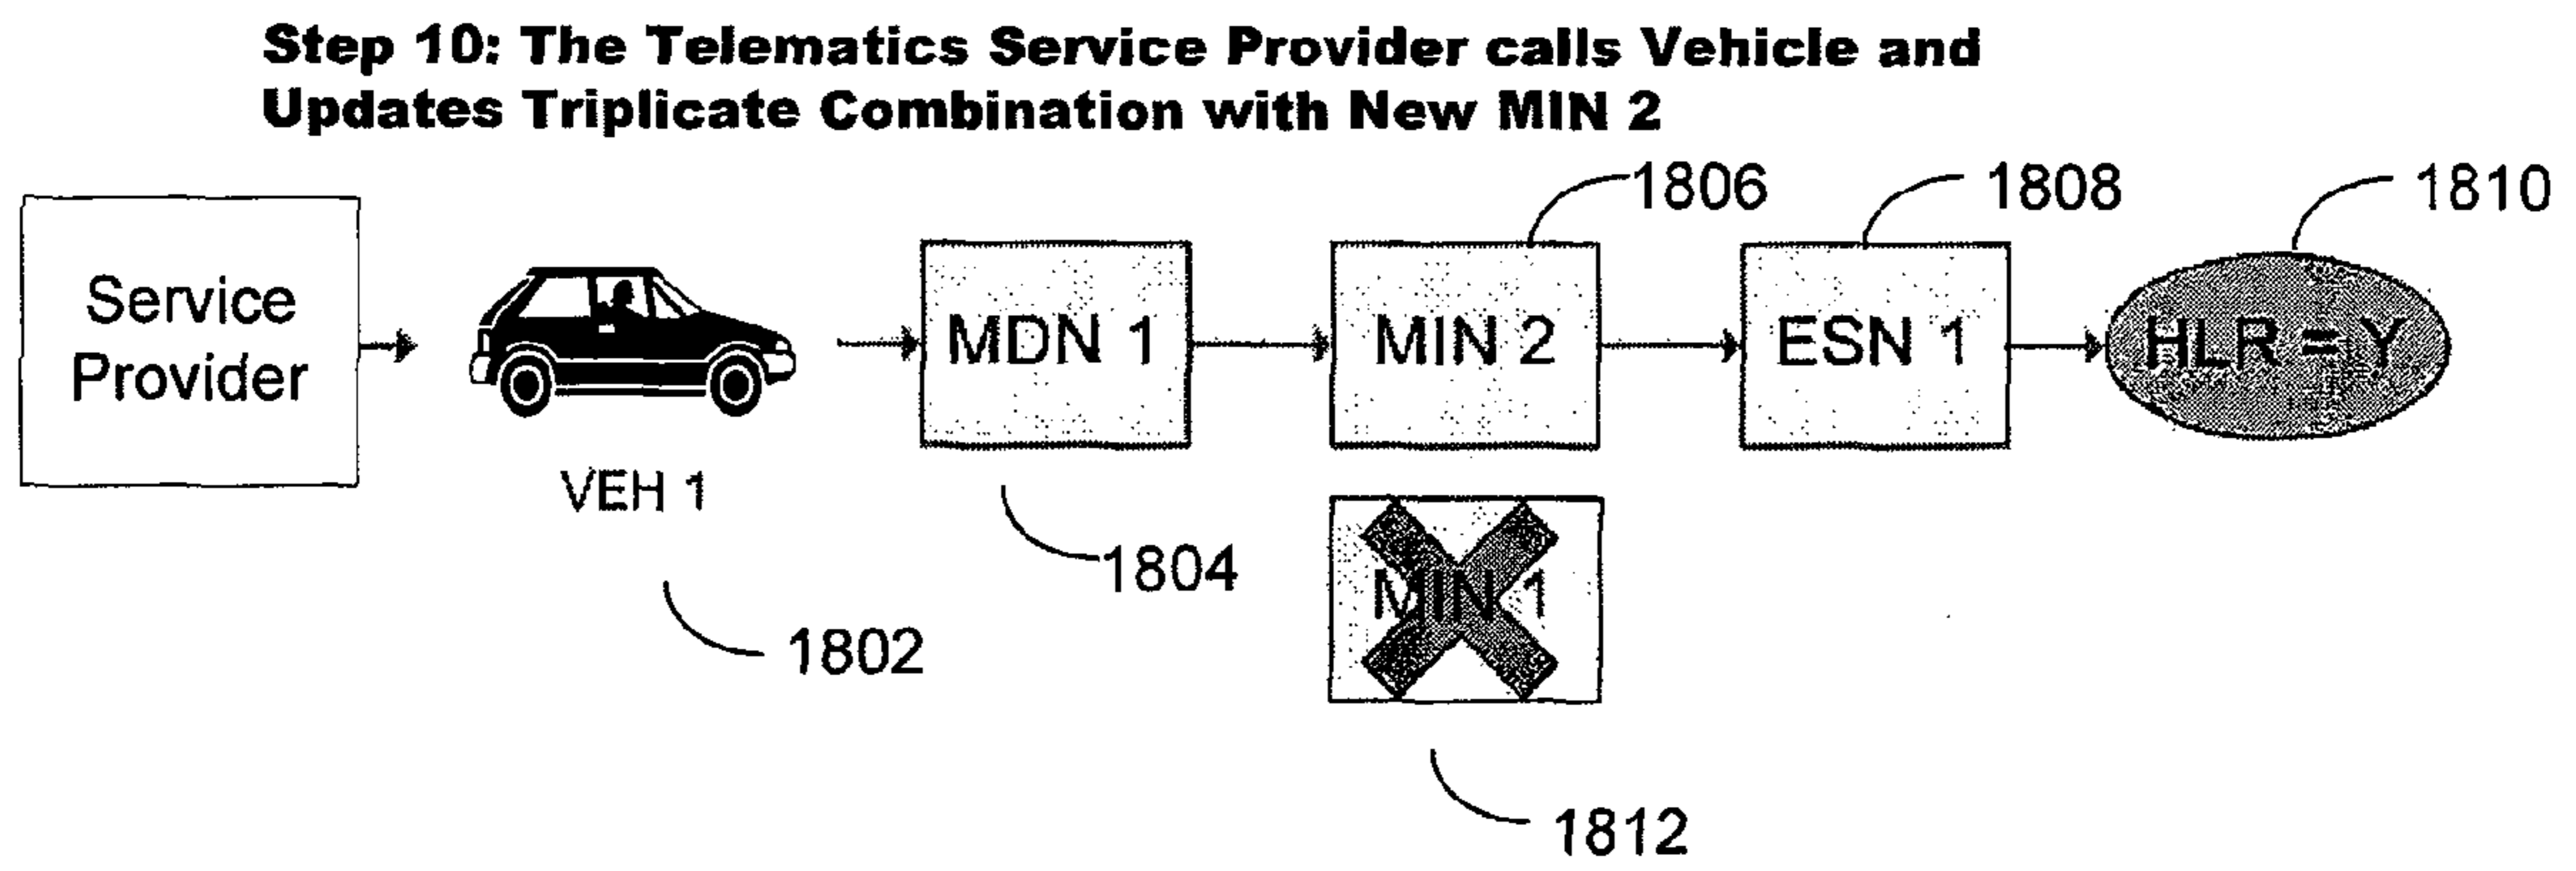 Step 10: The Telematics Service Provider calls Vehicle and
Updates Triplicate Combination with New MIN 2
1806
1808
1810
Service
Provider
MDN 1
MIN 2
ESN 1
HLR = Y
VEH 1
1804
MIN 1
1802
1812